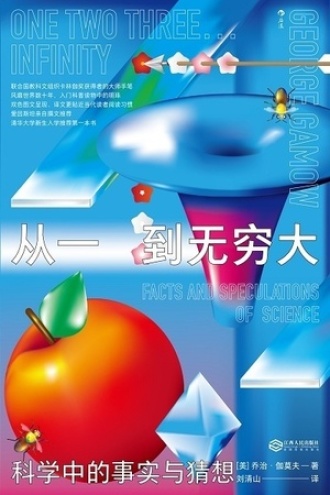 后浪
ONE TWO THREE...
INFINITY
GEORGE GAMOW
联合国教科文组织卡林伽奖获得者的大师手笔
风靡世界数十年，入门科普读物中的明珠
双色图文呈现，译文更贴近当代读者阅读习惯
爱因斯坦亲自撰文推荐
清华大学新生入学推荐第一本书
从一到无穷大
FACTS AND SPECULATIONS
OF SCIENCE
[美] 乔治·伽莫夫—著
科学中的事实与猜想
刘清山——译
江西人民出版社